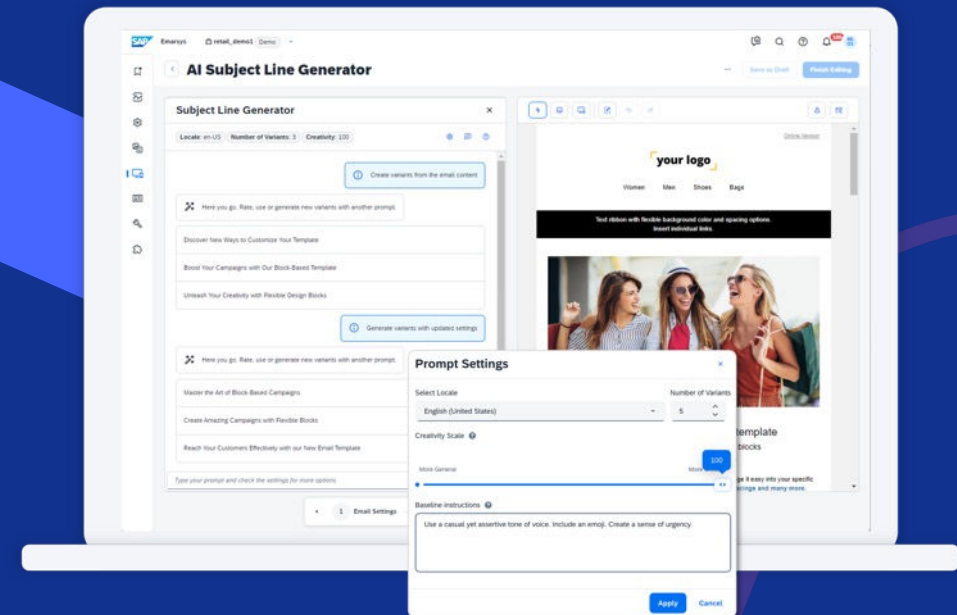 SAP
Emarsys
retail_demo1 Demo
AI Subject Line Generator
Save as Draft
Finish Editing
Subject Line Generator
Locale: en-US
Number of Variants: 3
Creativity: 100
Create variants from the email content
Here you go. Rate, use or generate new variants with another prompt.
Discover New Ways to Customize Your Template
Boost Your Campaigns with Our Block-Based Template
Unleash Your Creativity with Flexible Design Blocks
Generate variants with updated settings
Here you go. Rate, use or generate new variants with another prompt.
Master the Art of Block-Based Campaigns
Create Amazing Campaigns with Flexible Blocks
Reach Your Customers Effectively with our New Email Template
Type your prompt and check the settings for more options.
1 Email Settings
Online Version
your logo
Women Men Shoes Bags
Text ribbon with flexible background color and spacing options.
Insert individual links.
template
blocks
it easy into your specific
and many more.
Prompt Settings
Select Locale
Number of Variants
English (United States)
5
Creativity Scale
100
More General
More
Baseline instructions
Use a casual yet assertive tone of voice. Include an emoji. Create a sense of urgency.
Apply
Cancel